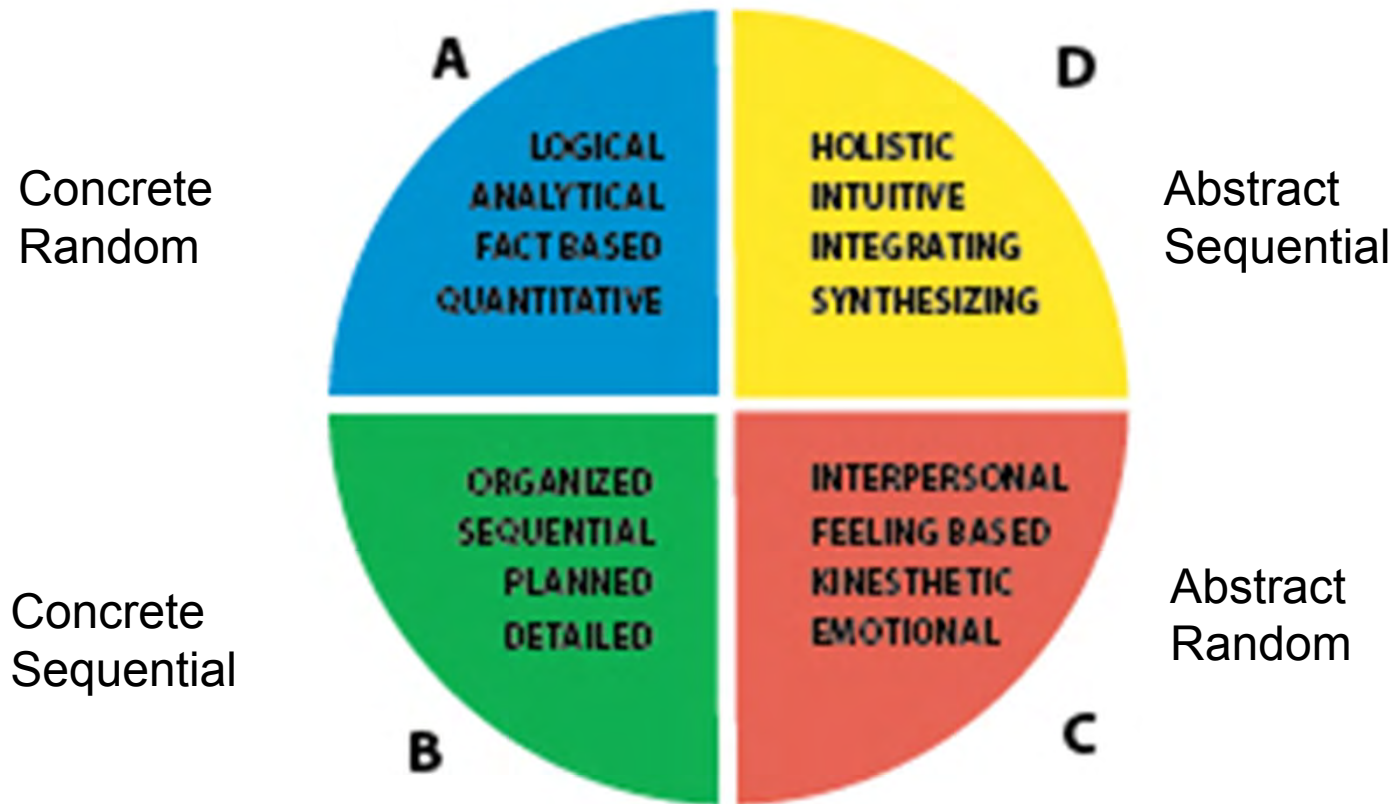 A
LOGICAL
ANALYTICAL
FACT BASED
QUANTITATIVE
Concrete
Random
D
HOLISTIC
INTUITIVE
INTEGRATING
SYNTHESIZING
Abstract
Sequential
ORGANIZED
SEQUENTIAL
PLANNED
DETAILED
B
Concrete
Sequential
INTERPERSONAL
FEELING BASED
KINESTHETIC
EMOTIONAL
C
Abstract
Random